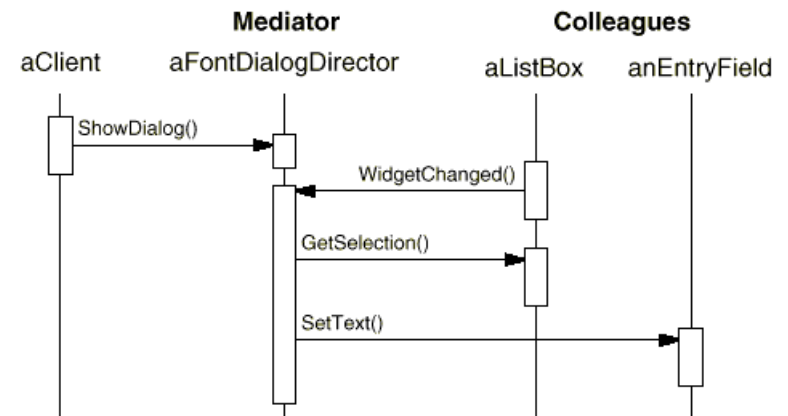 Mediator
Colleagues
aClient
aFontDialogDirector
aListBox
anEntryField
ShowDialog()
WidgetChanged()
GetSelection()
SetText()